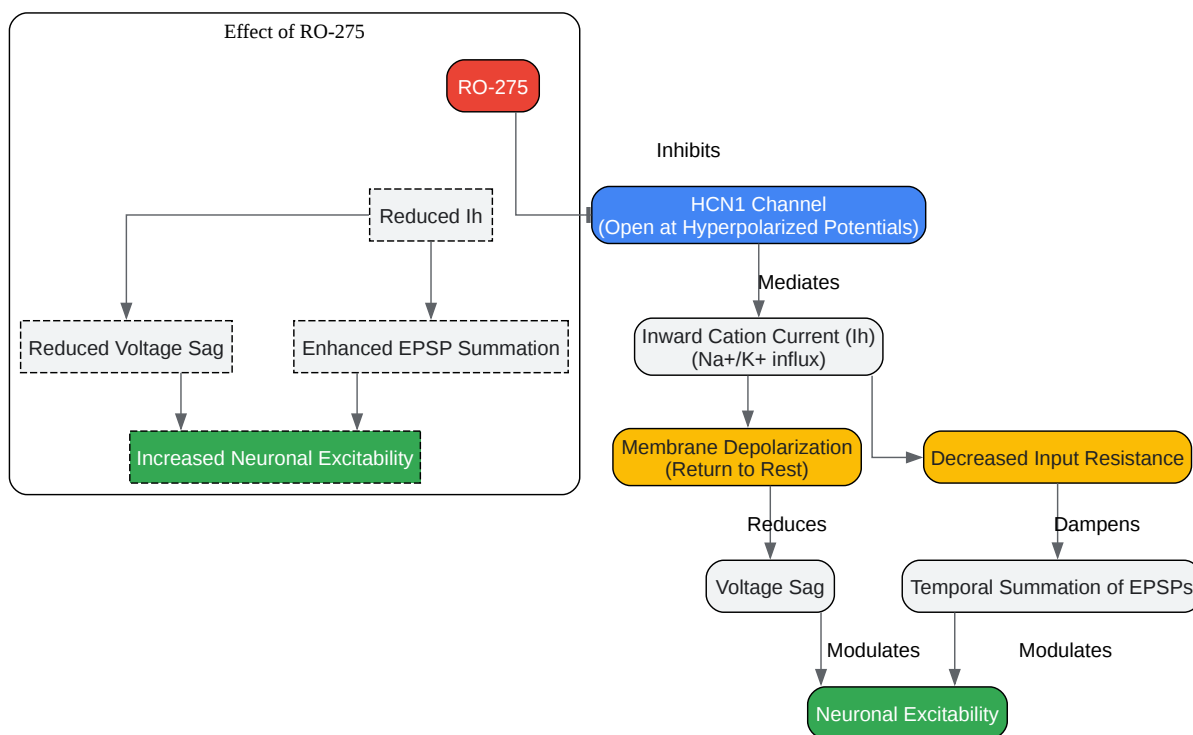 Effect of RO-275
RO-275
Inhibits
Reduced Ih
HCN1 Channel
(Open at Hyperpolarized Potentials)
Mediates
Reduced Voltage Sag
Enhanced EPSP Summation
Inward Cation Current (Ih)
(Na+/K+ influx)
Increased Neuronal Excitability
Membrane Depolarization
(Return to Rest)
Decreased Input Resistance
Reduces
Dampens
Voltage Sag
Temporal Summation of EPSPs
Modulates
Modulates
Neuronal Excitability